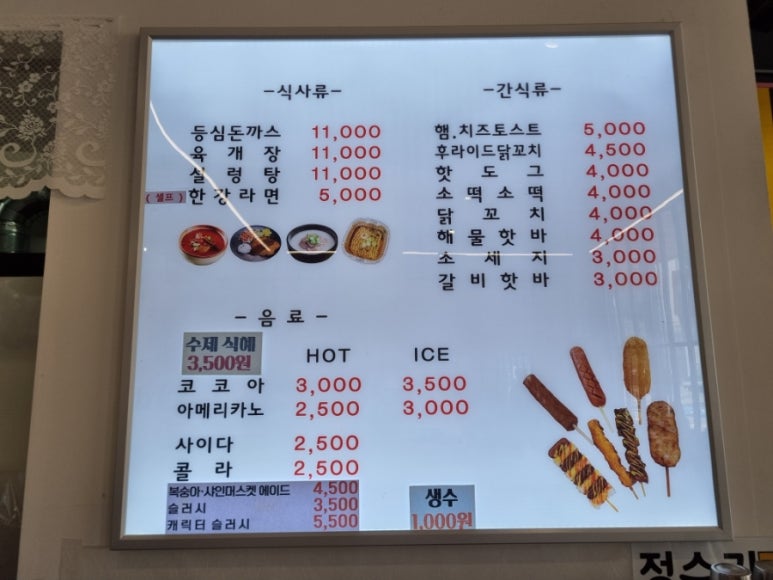 -식사류-
등심돈까스 11,000
육개장 11,000
설렁탕 11,000
(셀프) 한강라면 5,000
-간식류-
햄.치즈토스트 5,000
후라이드닭꼬치 4,500
핫도그 4,000
소떡소떡 4,000
닭꼬치 4,000
해물핫바 4,000
소세지 3,000
갈비핫바 3,000
-음료-
수제 식혜
3,500원
HOT ICE
코코아 3,000 3,500
아메리카노 2,500 3,000
사이다 2,500
콜라 2,500
복숭아·샤인머스켓 에이드 4,500
슬러시 3,500
캐릭터 슬러시 5,500
생수
1,000원